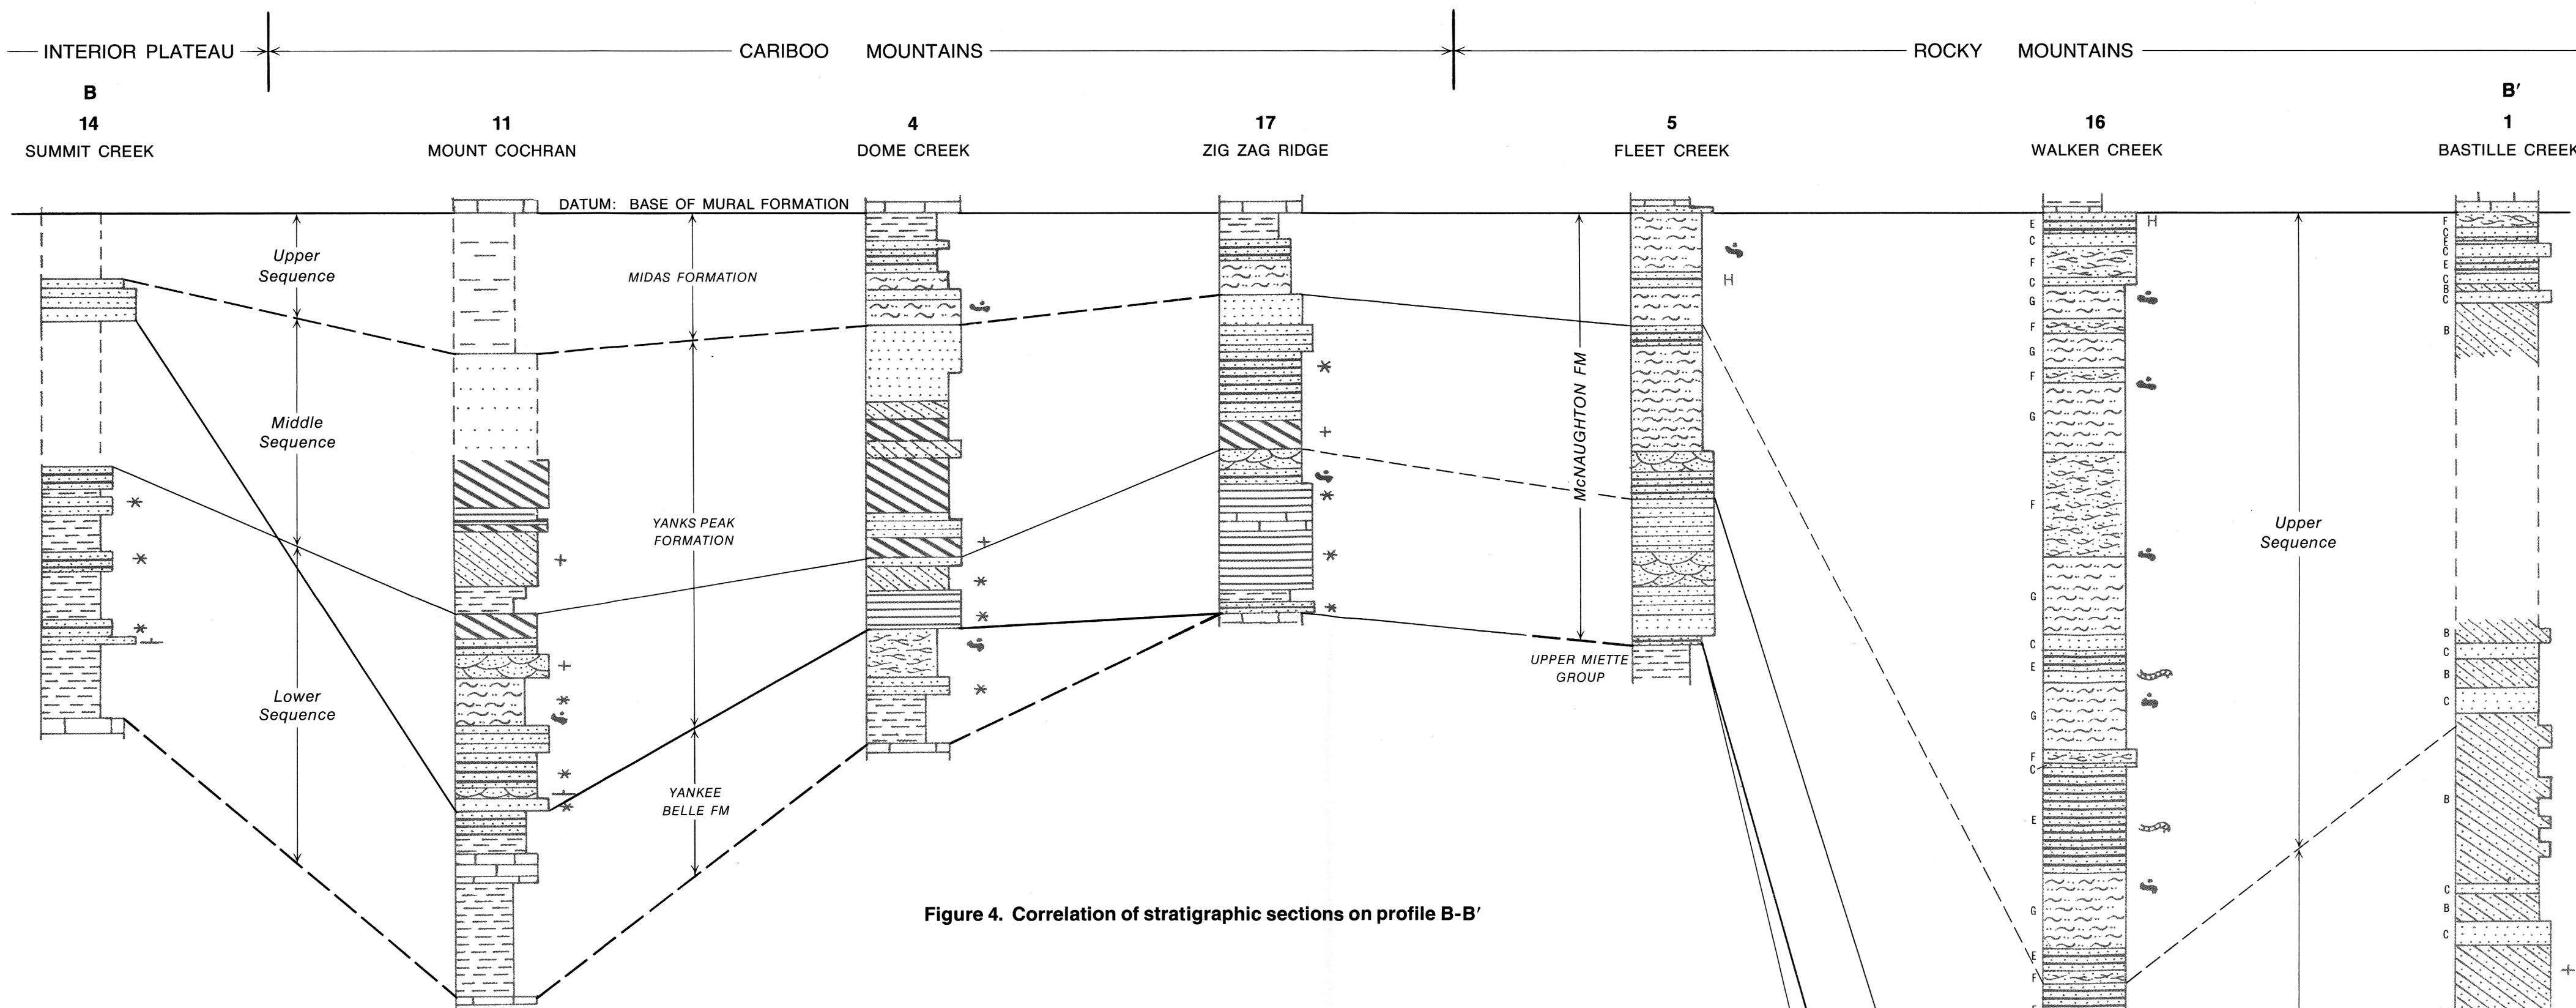 INTERIOR PLATEAU
CARIBOO MOUNTAINS
ROCKY MOUNTAINS
B
14
SUMMIT CREEK
11
MOUNT COCHRAN
4
DOME CREEK
17
ZIG ZAG RIDGE
5
FLEET CREEK
16
WALKER CREEK
B′
1
BASTILLE CREEK
DATUM: BASE OF MURAL FORMATION
Upper
Sequence
Middle
Sequence
Lower
Sequence
MIDAS FORMATION
YANKS PEAK
FORMATION
YANKEE
BELLE FM
McNAUGHTON FM
UPPER MIETTE
GROUP
H
H
E
C
F
C
G
F
G
F
G
F
G
C
E
G
F
C
E
G
E
F
H
Upper
Sequence
F
C
E
C
E
C
B
C
B
B
C
B
C
B
C
B
C
Figure 4. Correlation of stratigraphic sections on profile B-B′